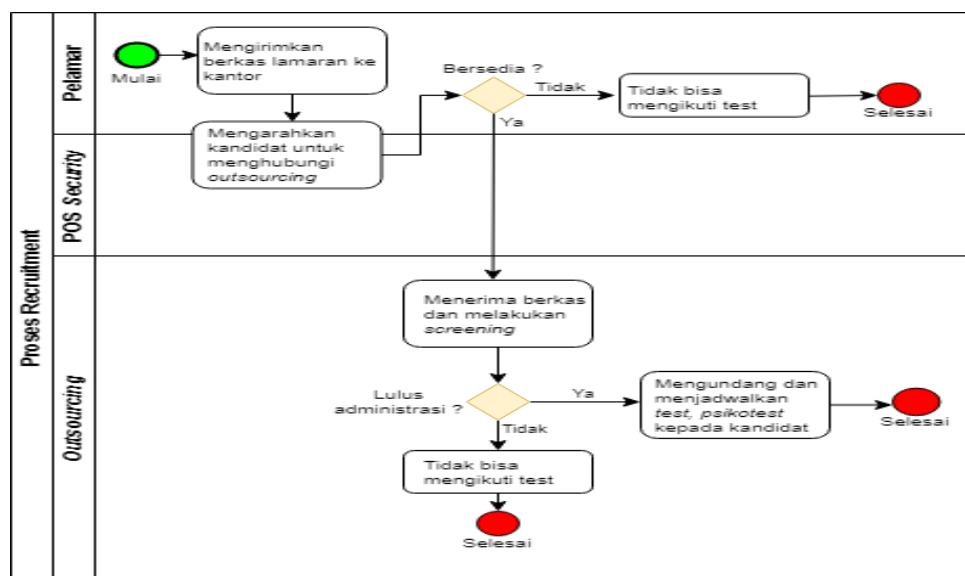 Proses Recruitment
Pelamar
POS Security
Outsourcing
Mulai
Mengirimkan
berkas lamaran ke
kantor
Mengarahkan
kandidat untuk
menghubungi
outsourcing
Bersedia ?
Tidak
Ya
Tidak bisa
mengikuti test
Selesai
Menerima berkas
dan melakukan
screening
Lulus
administrasi ?
Ya
Tidak
Mengundang dan
menjadwalkan
test, psikotest
kepada kandidat
Selesai
Tidak bisa
mengikuti test
Selesai